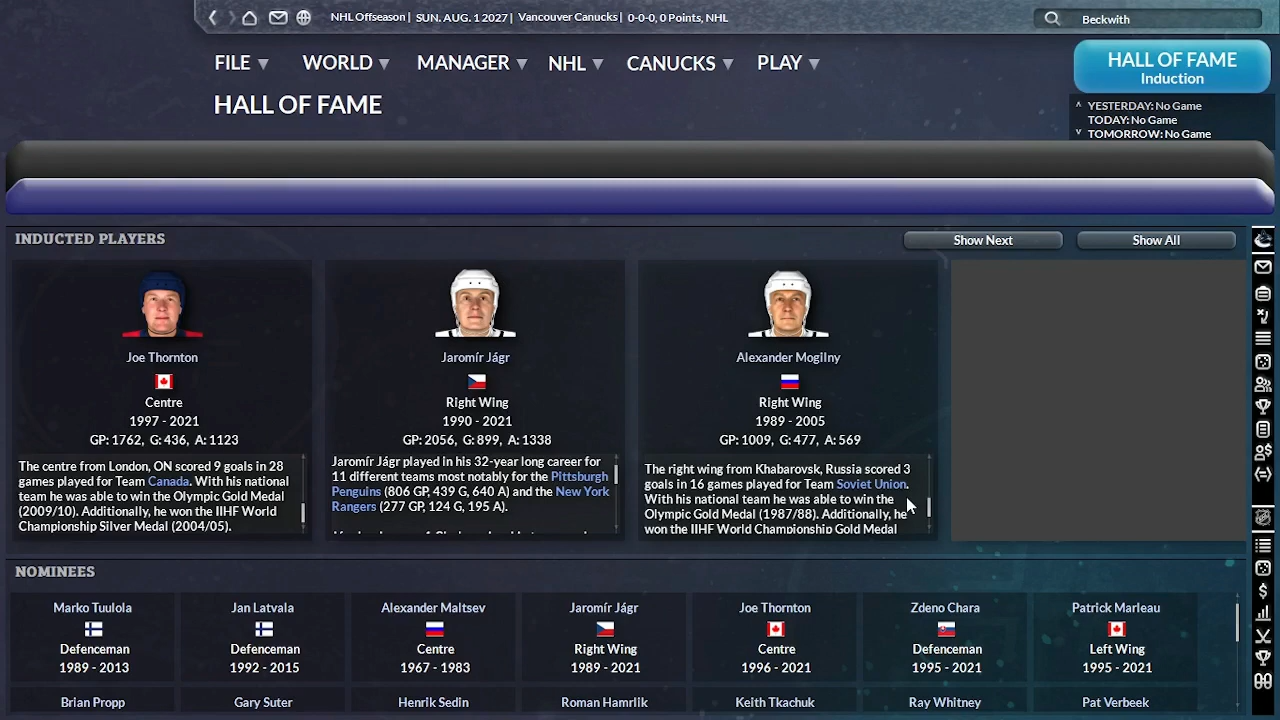 NHL Offseason | SUN. AUG. 1 2027 | Vancouver Canucks | 0-0-0, 0 Points, NHL
Beckwith
FILE WORLD MANAGER NHL CANUCKS PLAY
HALL OF FAME
Induction
HALL OF FAME
YESTERDAY: No Game
TODAY: No Game
TOMORROW: No Game
INDUCTED PLAYERS
Show Next
Show All
Joe Thornton
Centre
1997 - 2021
GP: 1762, G: 436, A: 1123
The centre from London, ON scored 9 goals in 28
games played for Team Canada. With his national
team he was able to win the Olympic Gold Medal
(2009/10). Additionally, he won the IIHF World
Championship Silver Medal (2004/05).
Jaromír Jágr
Right Wing
1990 - 2021
GP: 2056, G: 899, A: 1338
Jaromír Jágr played in his 32-year long career for
11 different teams most notably for the Pittsburgh
Penguins (806 GP, 439 G, 640 A) and the New York
Rangers (277 GP, 124 G, 195 A).
Alexander Mogilny
Right Wing
1989 - 2005
GP: 1009, G: 477, A: 569
The right wing from Khabarovsk, Russia scored 3
goals in 16 games played for Team Soviet Union.
With his national team he was able to win the
Olympic Gold Medal (1987/88). Additionally, he
won the IIHF World Championship Gold Medal
NOMINEES
Marko Tuulola
Defenceman
1989 - 2013
Jan Latvala
Defenceman
1992 - 2015
Alexander Maltsev
Centre
1967 - 1983
Jaromír Jágr
Right Wing
1989 - 2021
Joe Thornton
Centre
1996 - 2021
Zdeno Chara
Defenceman
1995 - 2021
Patrick Marleau
Left Wing
1995 - 2021
Brian Propp
Gary Suter
Henrik Sedin
Roman Hamrlik
Keith Tkachuk
Ray Whitney
Pat Verbeek